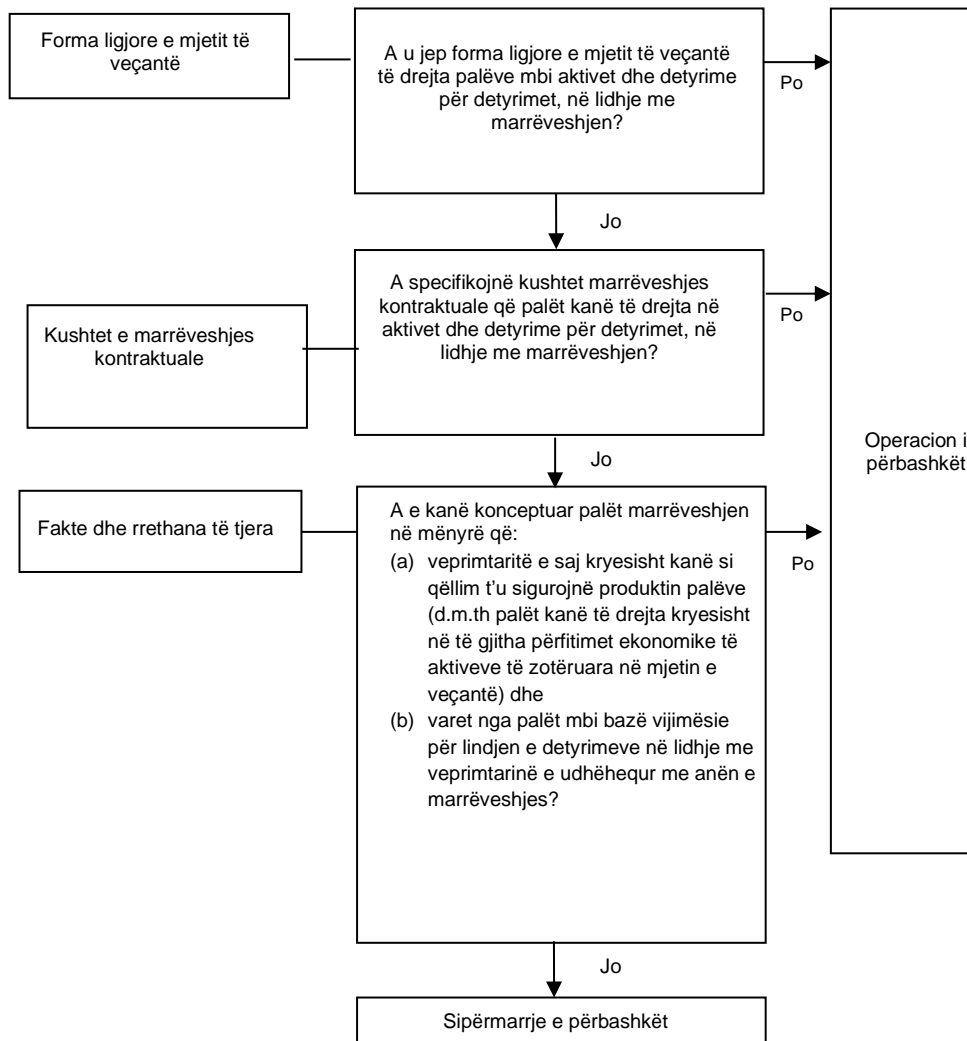 Forma ligjore e mjetit të
veçantë
A u jep forma ligjore e mjetit të veçantë
të drejta palëve mbi aktivet dhe detyrime
për detyrimet, në lidhje me
marrëveshjen?
Po
Jo
Kushtet e marrëveshjes
kontraktuale
A specifikojnë kushtet marrëveshjes
kontraktuale që palët kanë të drejta në
aktivet dhe detyrime për detyrimet, në
lidhje me marrëveshjen?
Po
Jo
Operacion i
përbashkët
Fakte dhe rrethana të tjera
A e kanë konceptuar palët marrëveshjen
në mënyrë që:
(a) veprimtaritë e saj kryesisht kanë si
qëllim t’u sigurojnë produktin palëve
(d.m.th palët kanë të drejta kryesisht
në të gjitha përfitimet ekonomike të
aktiveve të zotëruara në mjetin e
veçantë) dhe
(b) varet nga palët mbi bazë vijimësie
për lindjen e detyrimeve në lidhje me
veprimtarinë e udhëhequr me anën e
marrëveshjes?
Po
Jo
Sipërmarrje e përbashkët